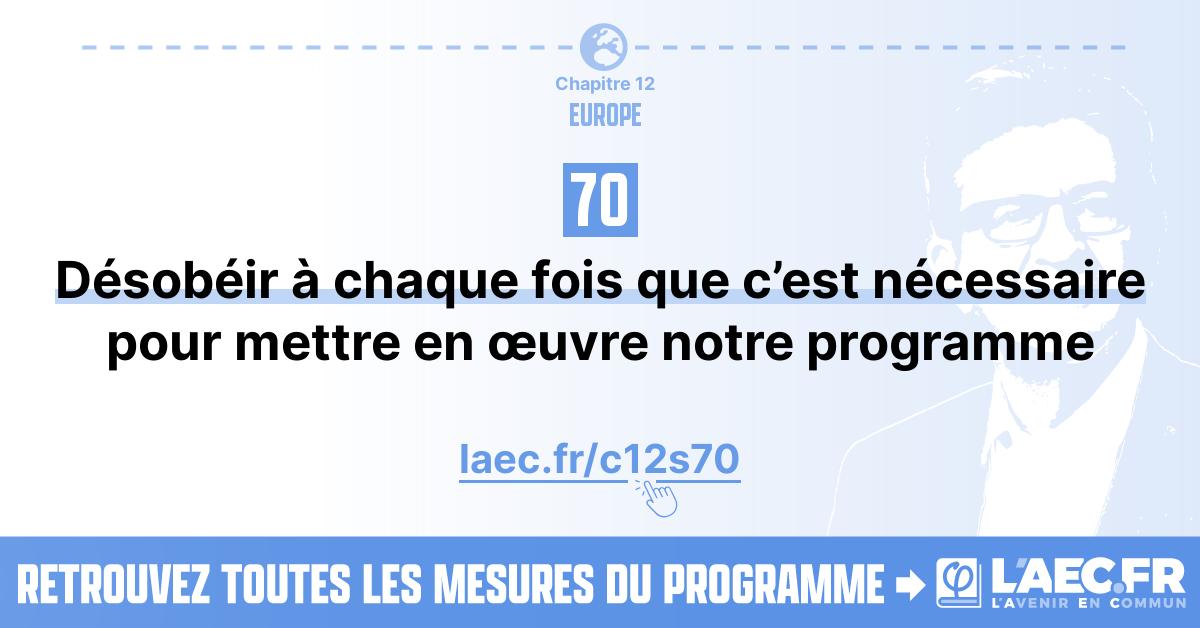 Chapitre 12
EUROPE
70
Désobéir à chaque fois que c’est nécessaire
pour mettre en œuvre notre programme
laec.fr/c12s70
RETROUVEZ TOUTES LES MESURES DU PROGRAMME
L'AEC.FR
L'AVENIR EN COMMUN